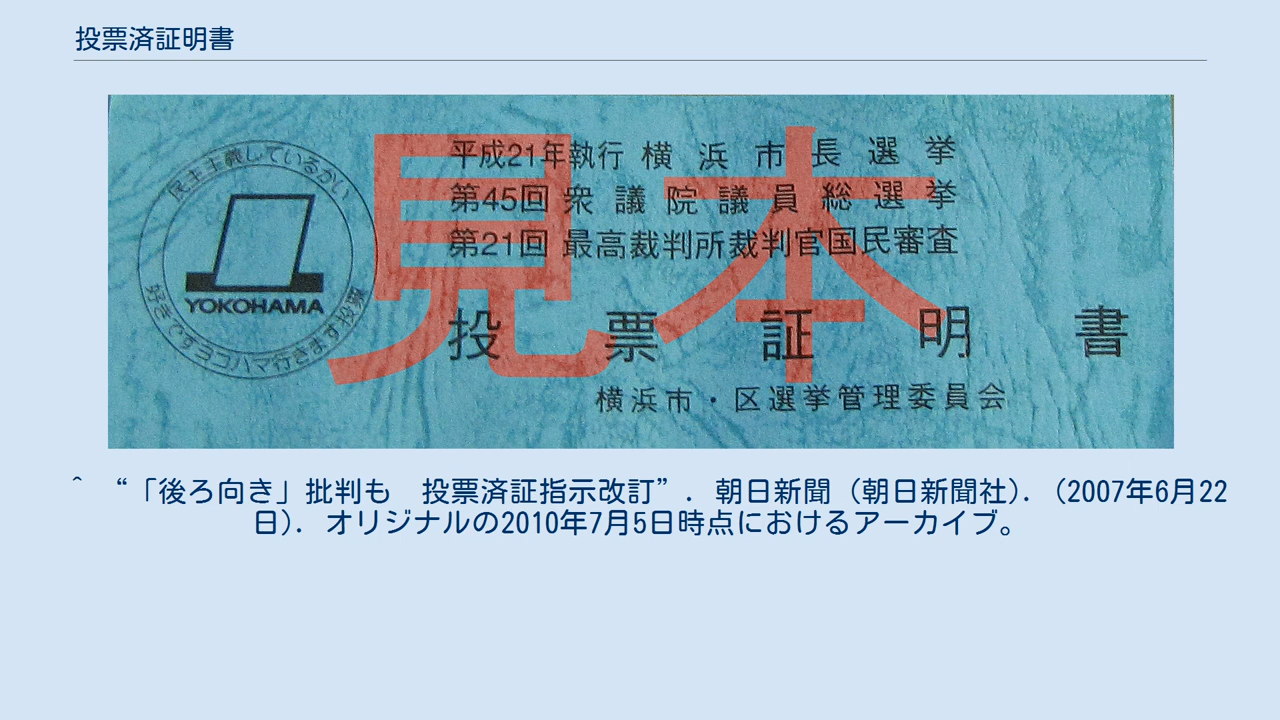 投票済証明書
民主主義しているかい
YOKOHAMA
好きですヨコハマ行きます投票
見本
平成21年執行 横浜市長選挙
第45回 衆議院議員総選挙
第21回 最高裁判所裁判官国民審査
投票証明書
横浜市・区選挙管理委員会
^ “「後ろ向き」批判も　投票済証指示改訂”. 朝日新聞 (朝日新聞社). (2007年6月22
日). オリジナルの2010年7月5日時点におけるアーカイブ。